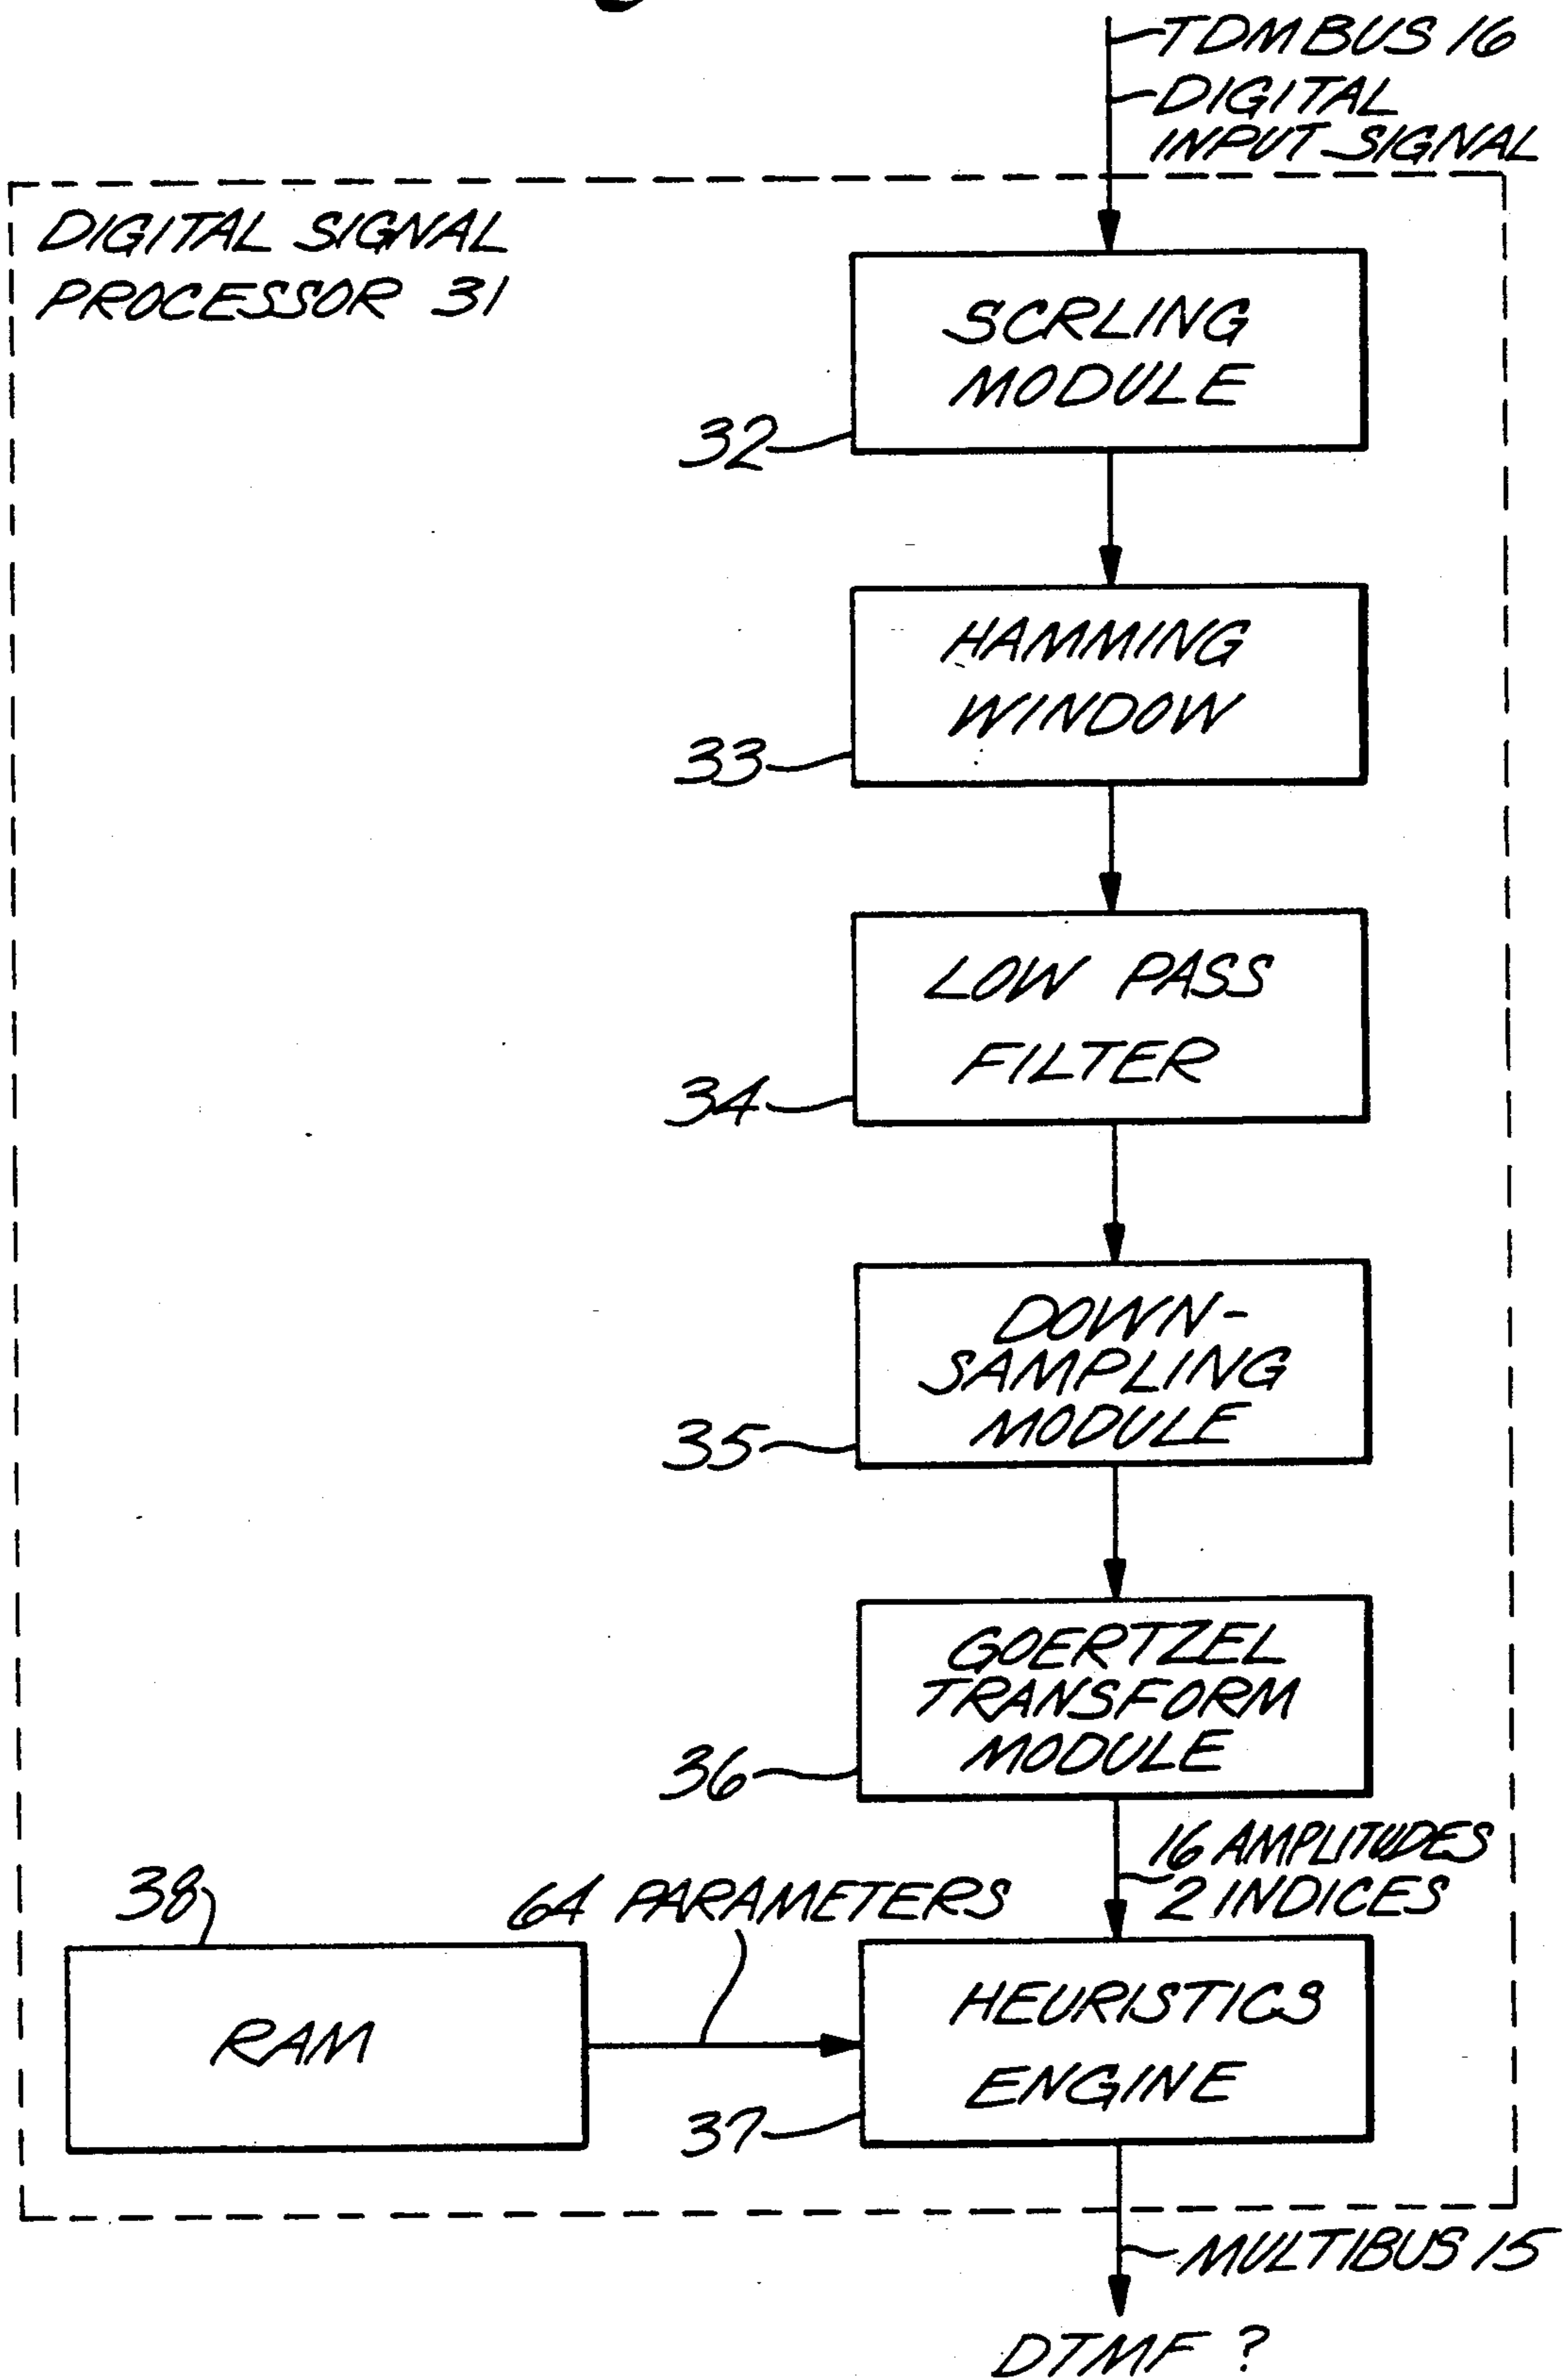 TDM BUS 16
DIGITAL
INPUT SIGNAL
DIGITAL SIGNAL
PROCESSOR 31
SCRLING
MODULE
32
HAMMING
WINDOW
33
LOW PASS
FILTER
34
DOWN-
SAMPLING
MODULE
35
GOERTZEL
TRANSFORM
MODULE
36
16 AMPLITUDES
2 INDICES
38
64 PARAMETERS
RAM
HEURISTICS
ENGINE
37
MULTIBUS 15
DTMF ?